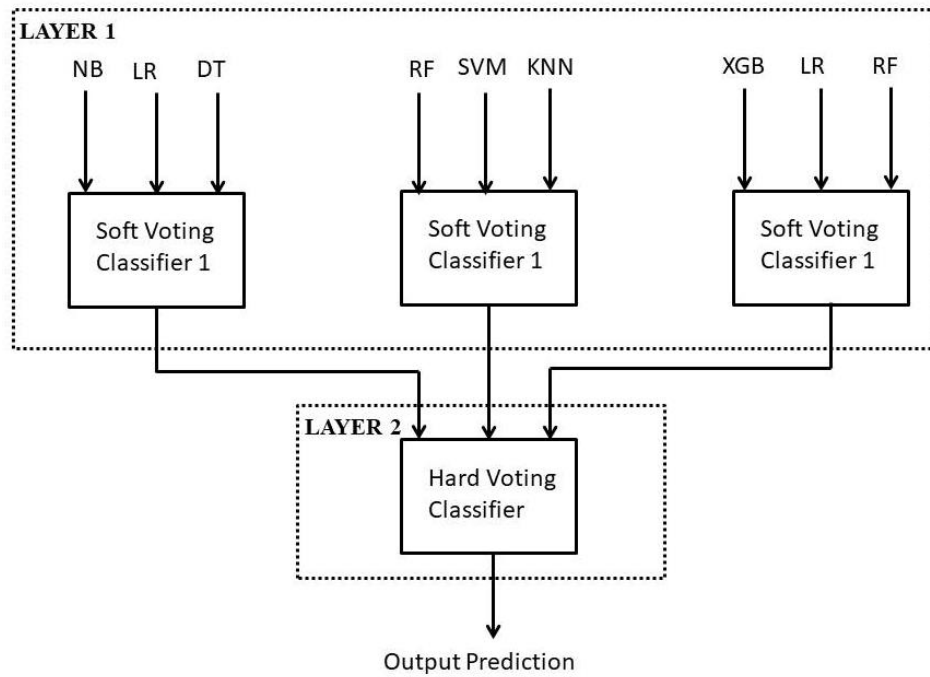 LAYER 1
NB LR DT
RF SVM KNN
XGB LR RF
Soft Voting
Classifier 1
Soft Voting
Classifier 1
Soft Voting
Classifier 1
LAYER 2
Hard Voting
Classifier
Output Prediction